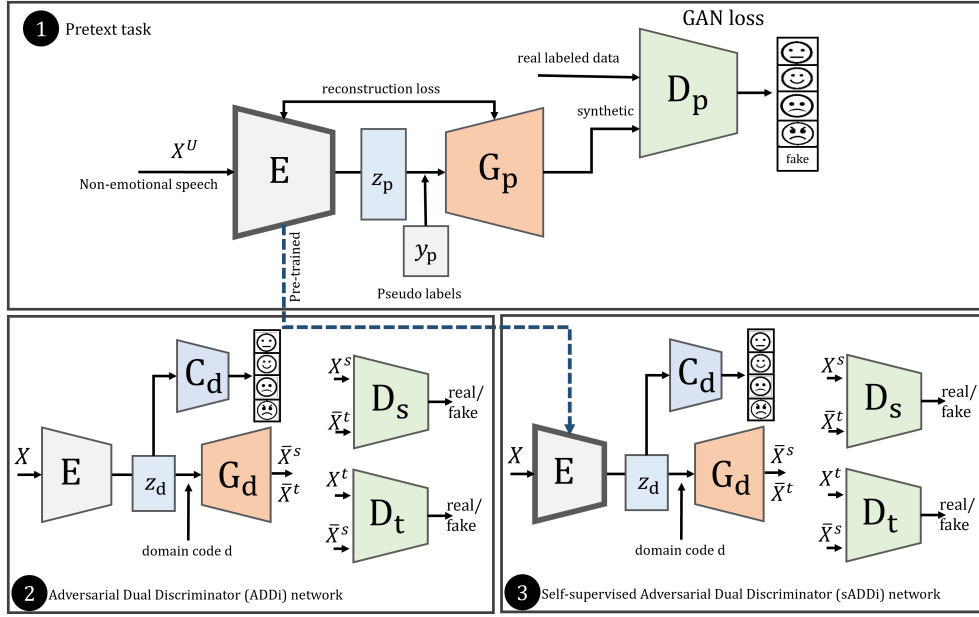 1 Pretext task
GAN loss
real labeled data
reconstruction loss
synthetic
D_p
X^U
Non-emotional speech
E
z_p
G_p
fake
y_p
Pseudo labels
Pre-trained
C_d
X
E
z_d
G_d
X̄^s
X̄^t
domain code d
X^s
X̄^t
D_s
real/
fake
X^t
X̄^s
D_t
real/
fake
2 Adversarial Dual Discriminator (ADDi) network
C_d
X
E
z_d
G_d
X̄^s
X̄^t
domain code d
X^s
X̄^t
D_s
real/
fake
X^t
X̄^s
D_t
real/
fake
3 Self-supervised Adversarial Dual Discriminator (sADDi) network